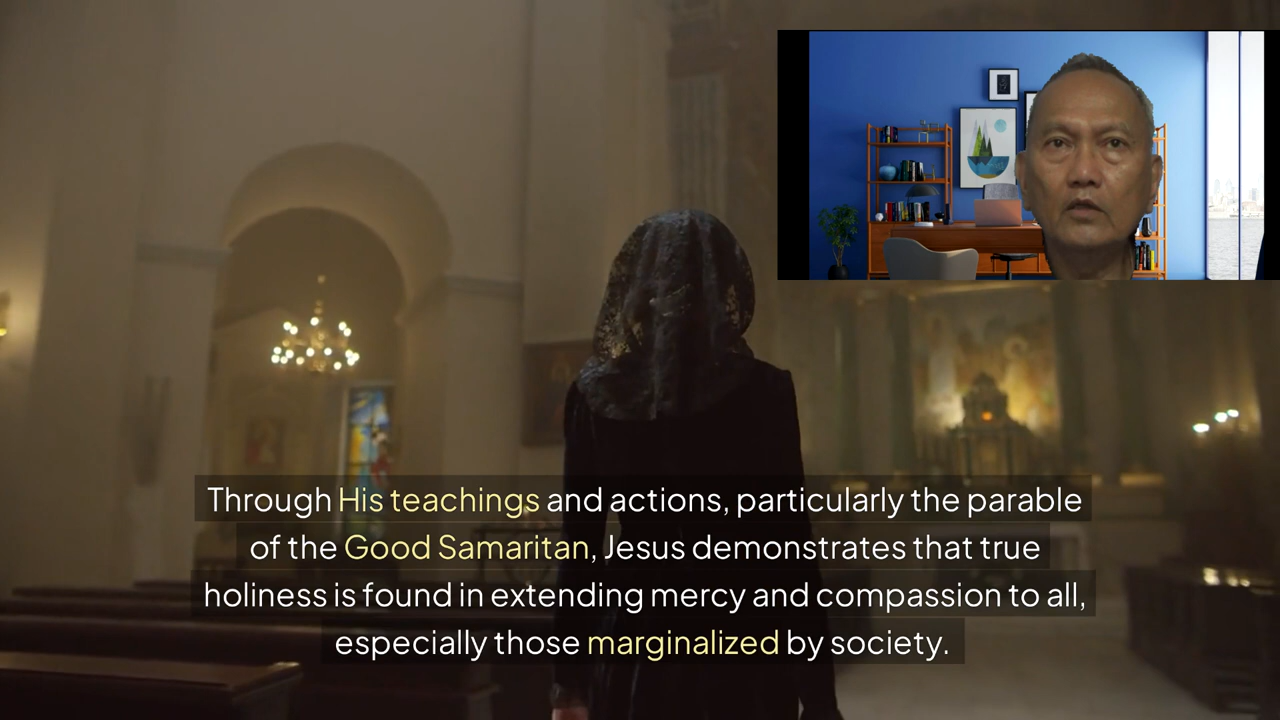 Through His teachings and actions, particularly the parable
of the Good Samaritan, Jesus demonstrates that true
holiness is found in extending mercy and compassion to all,
especially those marginalized by society.